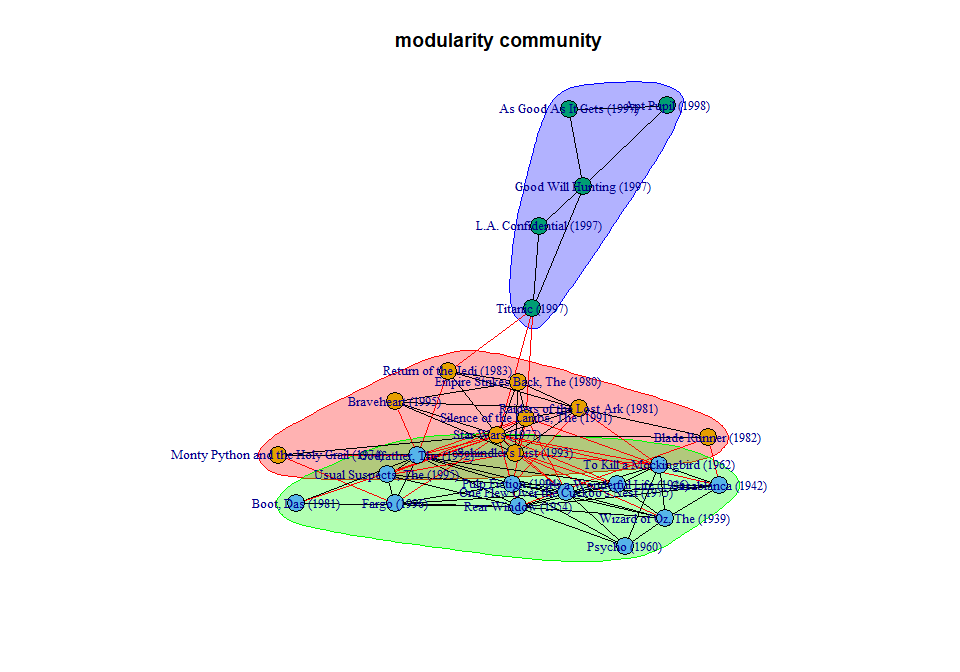 modularity community
As Good As It Gets (1997)
Apt Pupil (1998)
Good Will Hunting (1997)
L.A. Confidential (1997)
Titanic (1997)
Return of the Jedi (1983)
Empire Strikes Back, The (1980)
Braveheart (1995)
Raiders of the Lost Ark (1981)
Silence of the Lambs, The (1991)
Star Wars (1977)
Blade Runner (1982)
Schindler's List (1993)
Monty Python and the Holy Grail (1974)
Godfather, The (1972)
To Kill a Mockingbird (1962)
Usual Suspects, The (1995)
Pulp Fiction (1994)
It's a Wonderful Life (1946)
Casablanca (1942)
One Flew Over the Cuckoo's Nest (1975)
Boot, Das (1981)
Fargo (1996)
Rear Window (1954)
Wizard of Oz, The (1939)
Psycho (1960)